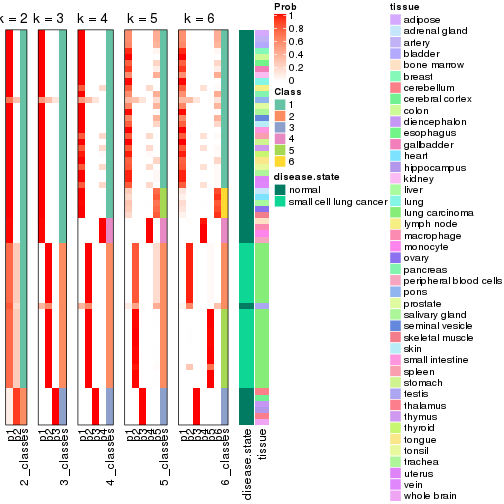 k = 2
k = 3
k = 4
k = 5
k = 6
p1
p2
2_classes
p1
p2
p3
3_classes
p1
p2
p3
p4
4_classes
p1
p2
p3
p4
p5
5_classes
p1
p2
p3
p4
p5
p6
6_classes
disease.state
tissue
Prob
1
0.8
0.6
0.4
0.2
0
Class
1
2
3
4
5
6
disease.state
normal
small cell lung cancer
tissue
adipose
adrenal gland
artery
bladder
bone marrow
breast
cerebellum
cerebral cortex
colon
diencephalon
esophagus
gallbladder
heart
hippocampus
kidney
liver
lung
lung carcinoma
lymph node
macrophage
monocyte
ovary
pancreas
peripheral blood cells
pons
prostate
salivary gland
seminal vesicle
skeletal muscle
skin
small intestine
spleen
stomach
testis
thalamus
thymus
thyroid
tongue
tonsil
trachea
uterus
vein
whole brain